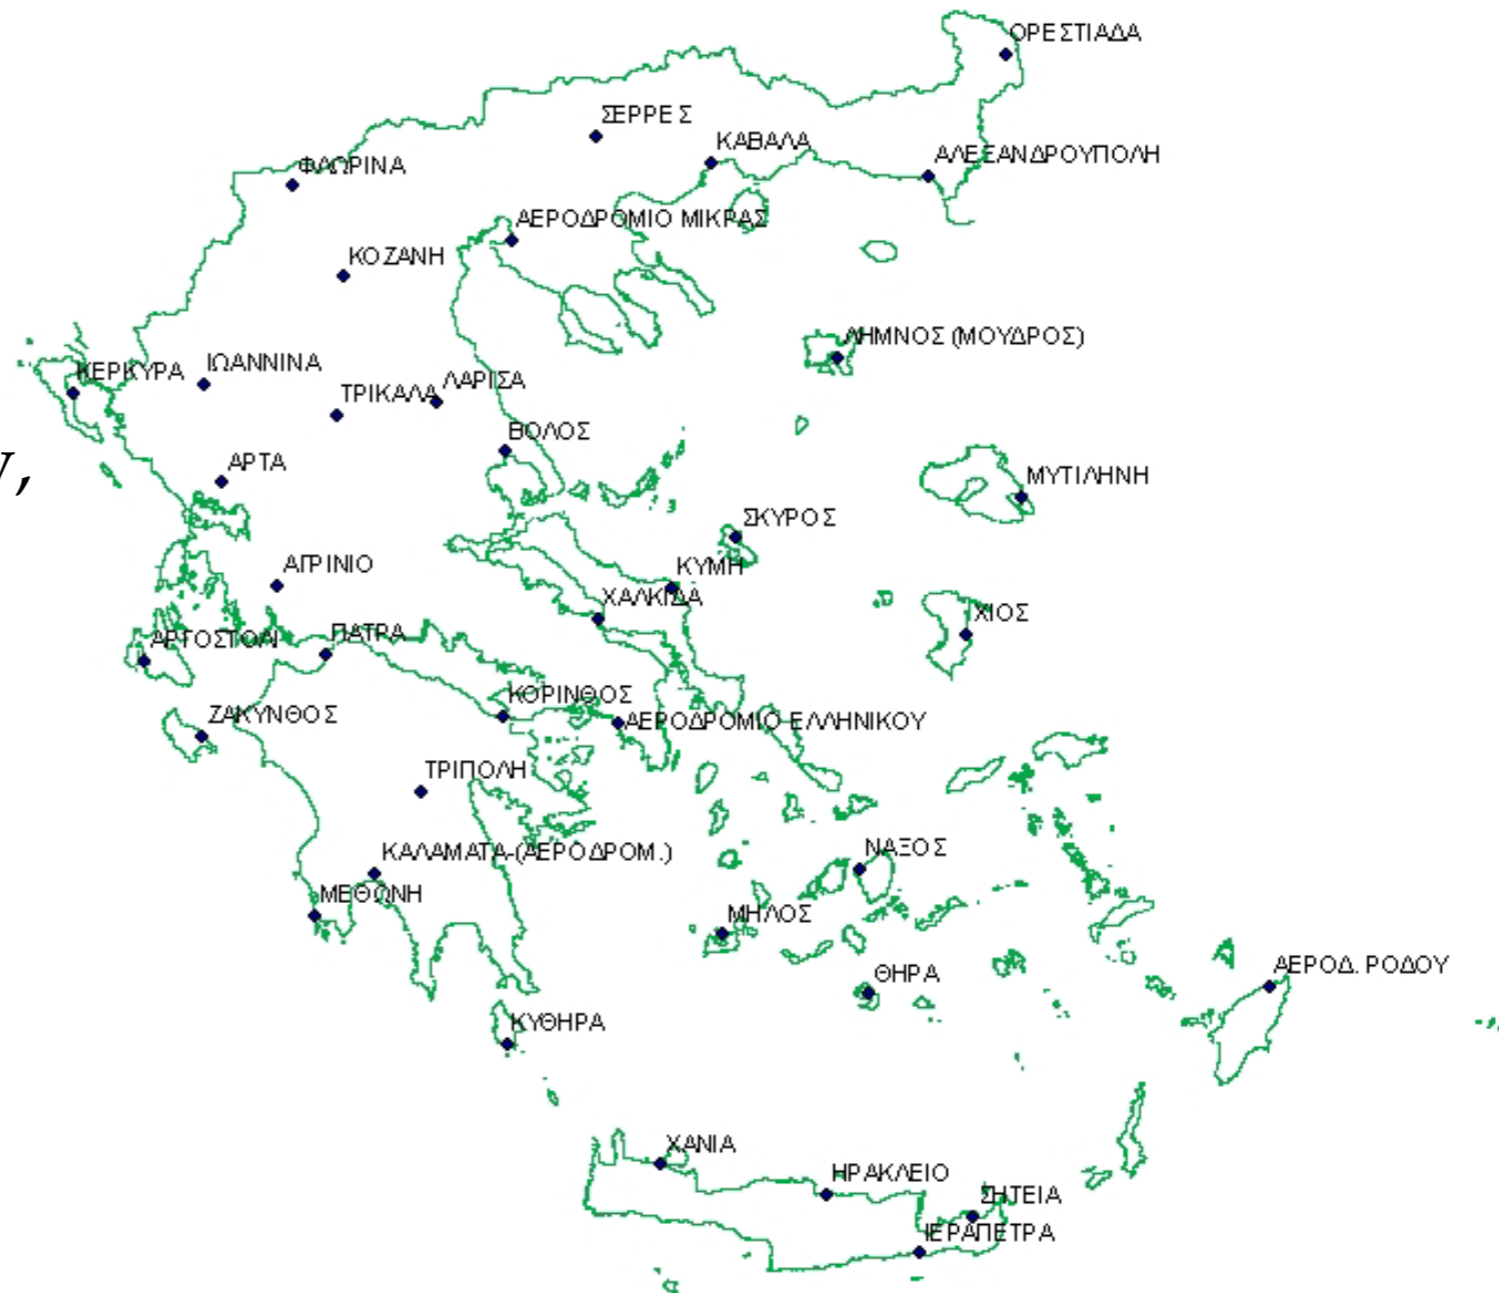 ΟΡΕΣΤΙΑΔΑ
ΣΕΡΡΕΣ
ΚΑΒΑΛΑ
ΑΛΕΞΑΝΔΡΟΥΠΟΛΗ
ΦΛΩΡΙΝΑ
ΑΕΡΟΔΡΟΜΙΟ ΜΙΚΡΑΣ
ΚΟΖΑΝΗ
ΛΗΜΝΟΣ (ΜΟΥΔΡΟΣ)
ΚΕΡΚΥΡΑ
ΙΩΑΝΝΙΝΑ
ΤΡΙΚΑΛΑ
ΛΑΡΙΣΑ
ΒΟΛΟΣ
ΑΡΤΑ
ΜΥΤΙΛΗΝΗ
ΣΚΥΡΟΣ
ΑΓΡΙΝΙΟ
ΚΥΜΗ
ΧΑΛΚΙΔΑ
ΧΙΟΣ
ΑΡΓΟΣΤΟΛΙ
ΠΑΤΡΑ
ΚΟΡΙΝΘΟΣ
ΖΑΚΥΝΘΟΣ
ΑΕΡΟΔΡΟΜΙΟ ΕΛΛΗΝΙΚΟΥ
ΤΡΙΠΟΛΗ
ΚΑΛΑΜΑΤΑ-(ΑΕΡΟΔΡΟΜ.)
ΝΑΞΟΣ
ΜΕΘΩΝΗ
ΜΗΛΟΣ
ΘΗΡΑ
ΑΕΡΟΔ. ΡΟΔΟΥ
ΚΥΘΗΡΑ
ΧΑΝΙΑ
ΗΡΑΚΛΕΙΟ
ΣΗΤΕΙΑ
ΙΕΡΑΠΕΤΡΑ